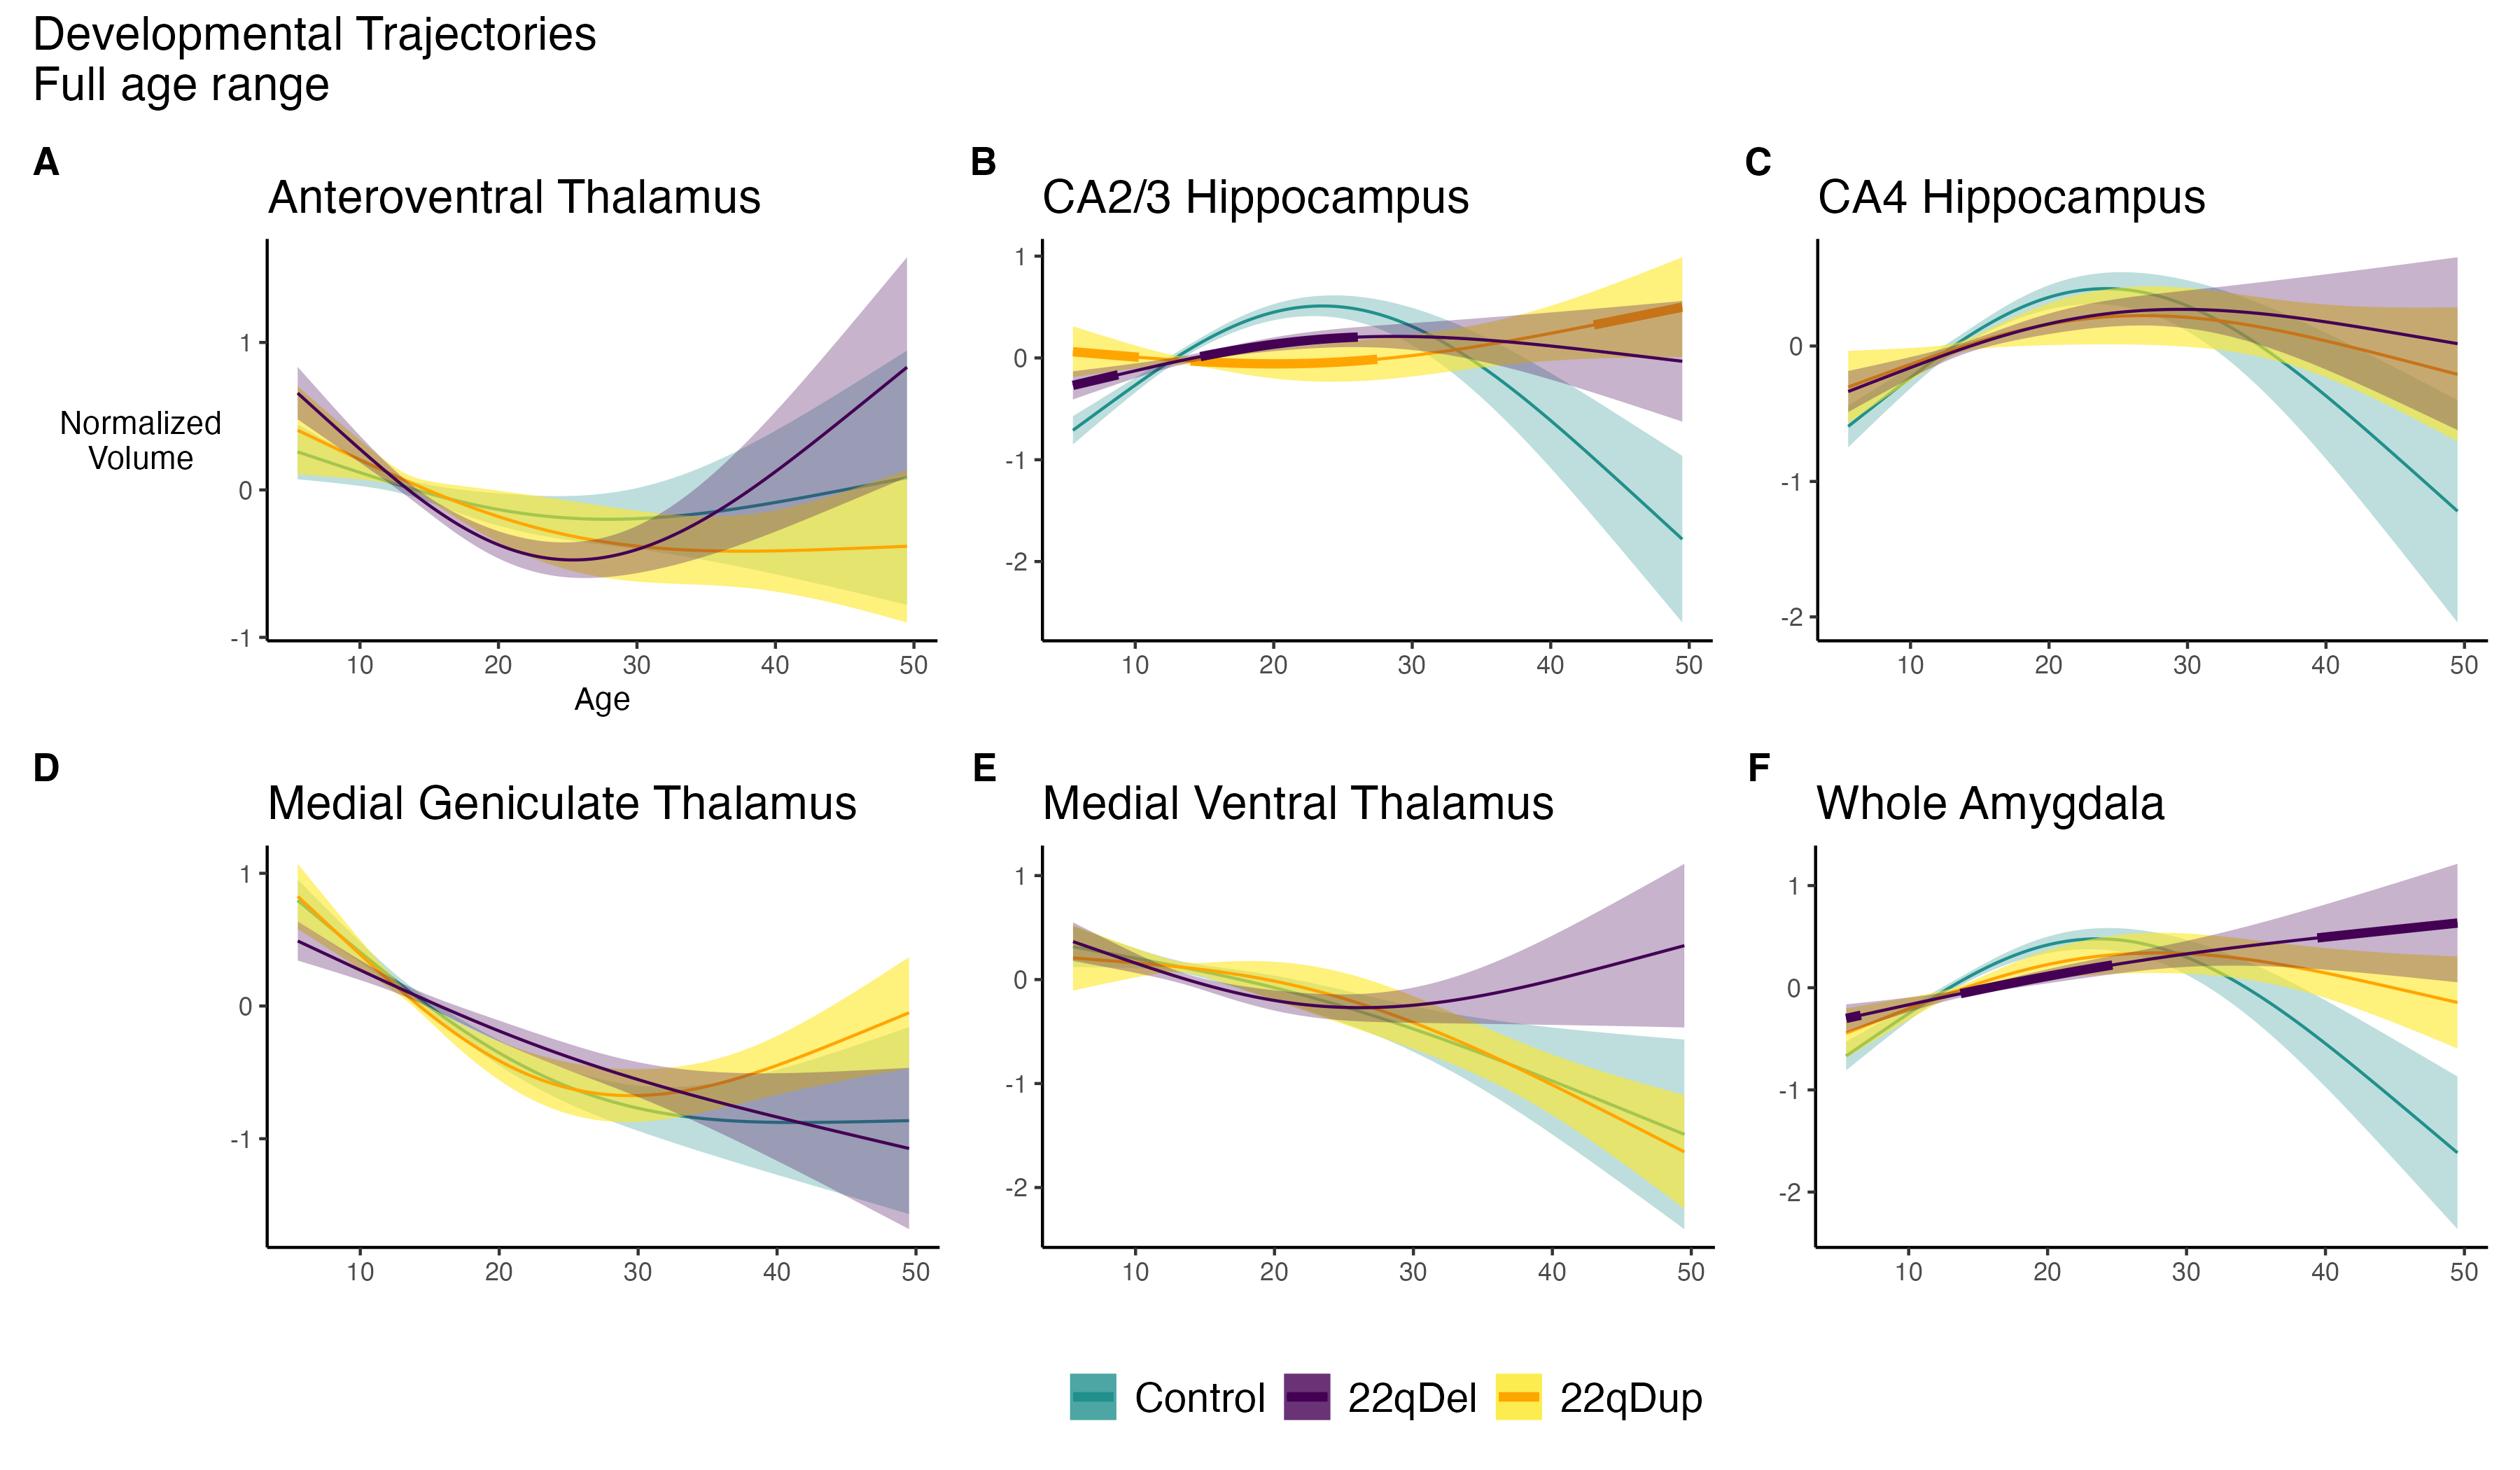 Developmental Trajectories
Full age range
A
Anteroventral Thalamus
Normalized
Volume
1
0
-1
10 20 30 40 50
Age
B
CA2/3 Hippocampus
1
0
-1
-2
10 20 30 40 50
C
CA4 Hippocampus
0
-1
-2
10 20 30 40 50
D
Medial Geniculate Thalamus
1
0
-1
10 20 30 40 50
E
Medial Ventral Thalamus
1
0
-1
-2
10 20 30 40 50
F
Whole Amygdala
1
0
-1
-2
10 20 30 40 50
Control 22qDel 22qDup